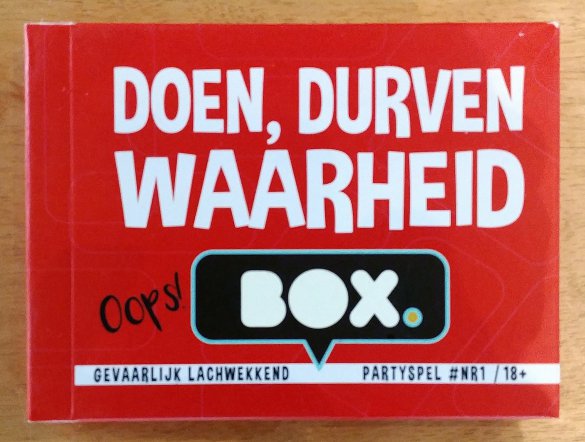 DOEN, DURVEN
WAARHEID
Oops!
BOX.
GEVAARLIJK LACHWEKKEND PARTYSPEL #NR1 / 18+